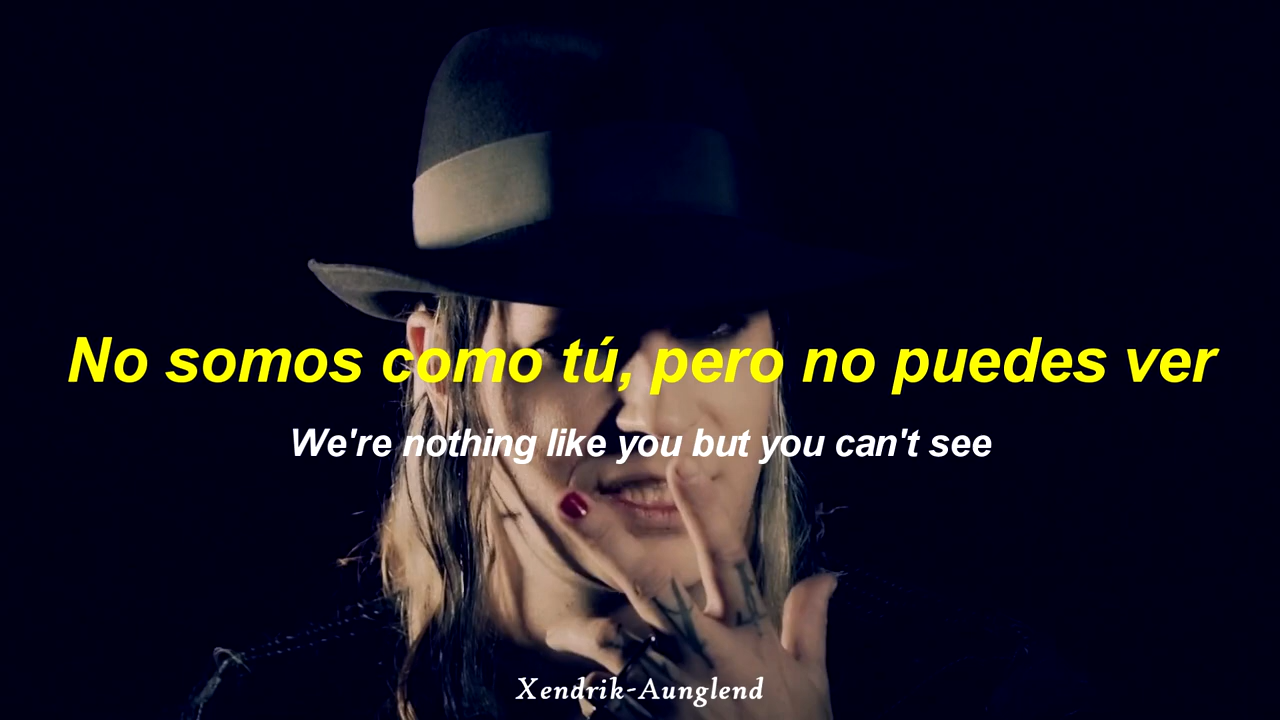 No somos como tú, pero no puedes ver
We're nothing like you but you can't see
Xendrik-Aunglend